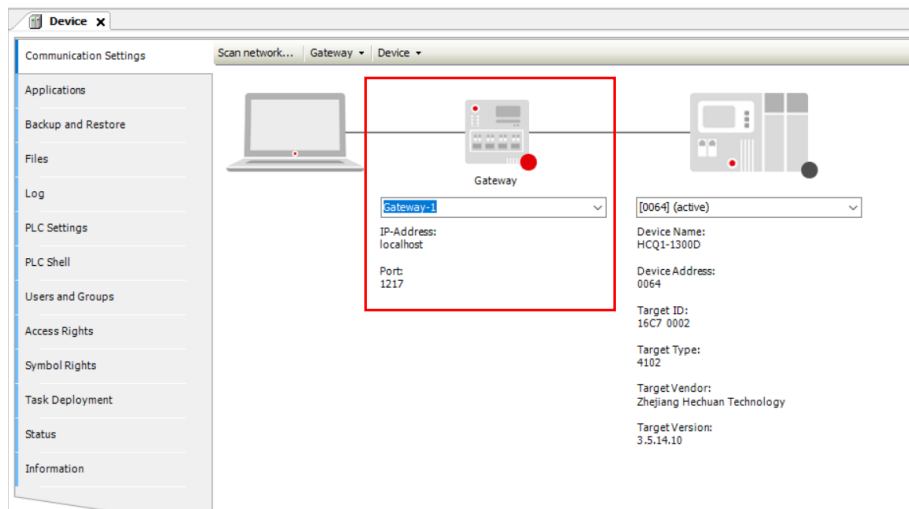 Device
Communication Settings
Scan network... Gateway Device
Applications
Backup and Restore
Files
Log
PLC Settings
PLC Shell
Users and Groups
Access Rights
Symbol Rights
Task Deployment
Status
Information
Gateway
Gateway-1
IP-Address:
localhost
Port:
1217
[0064] (active)
Device Name:
HCQ1-1300D
Device Address:
0064
Target ID:
16C7 0002
Target Type:
4102
Target Vendor:
Zhejiang Hechuan Technology
Target Version:
3.5.14.10